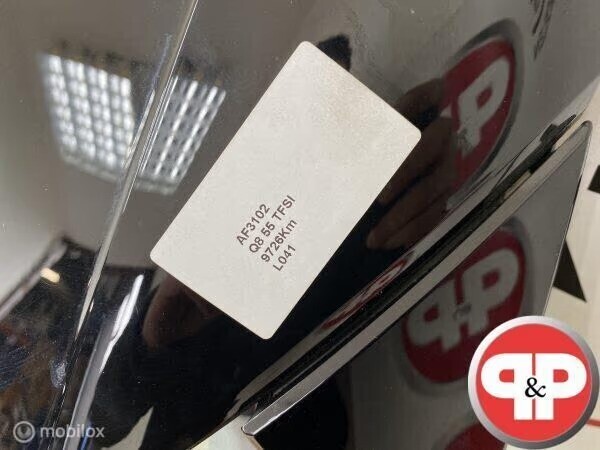 AF3102
Q8 55 TFSI
9726Km
L041
P&P
mobilox